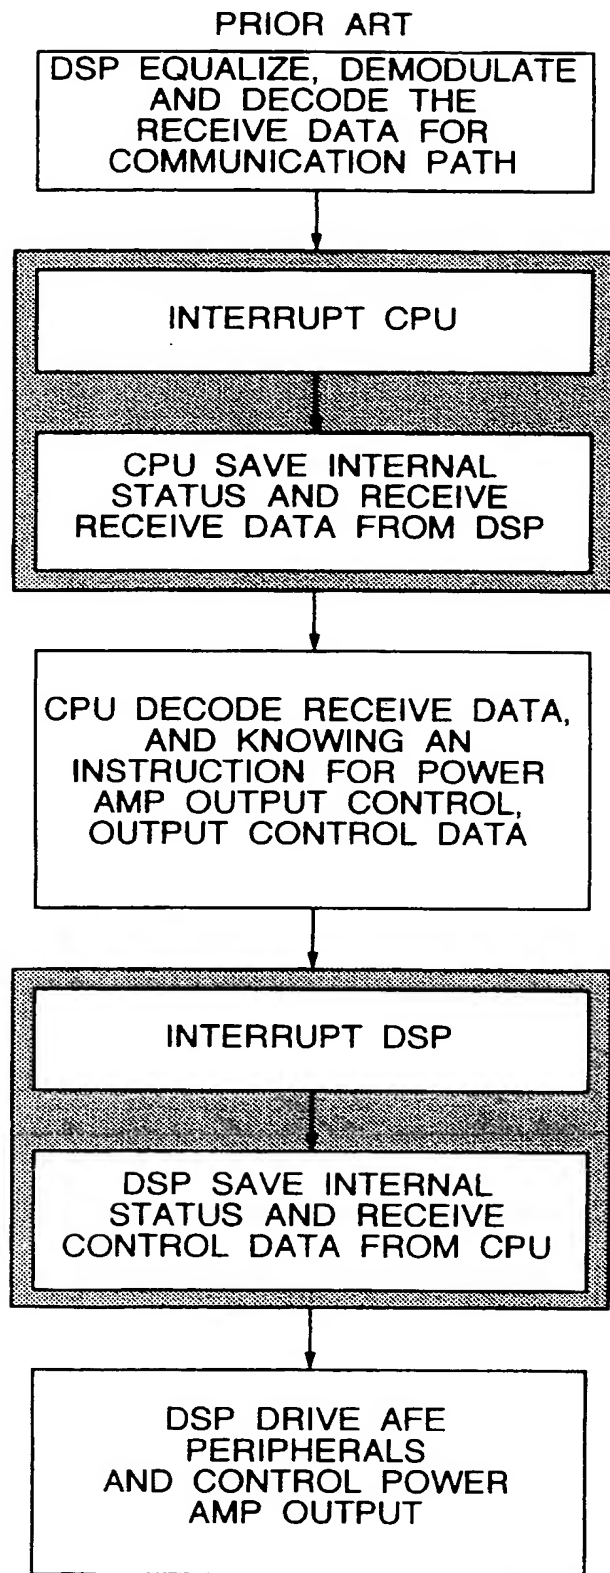 PRIOR ART
DSP EQUALIZE, DEMODULATE
AND DECODE THE
RECEIVE DATA FOR
COMMUNICATION PATH
INTERRUPT CPU
CPU SAVE INTERNAL
STATUS AND RECEIVE
RECEIVE DATA FROM DSP
CPU DECODE RECEIVE DATA,
AND KNOWING AN
INSTRUCTION FOR POWER
AMP OUTPUT CONTROL,
OUTPUT CONTROL DATA
INTERRUPT DSP
DSP SAVE INTERNAL
STATUS AND RECEIVE
CONTROL DATA FROM CPU
DSP DRIVE AFE
PERIPHERALS
AND CONTROL POWER
AMP OUTPUT